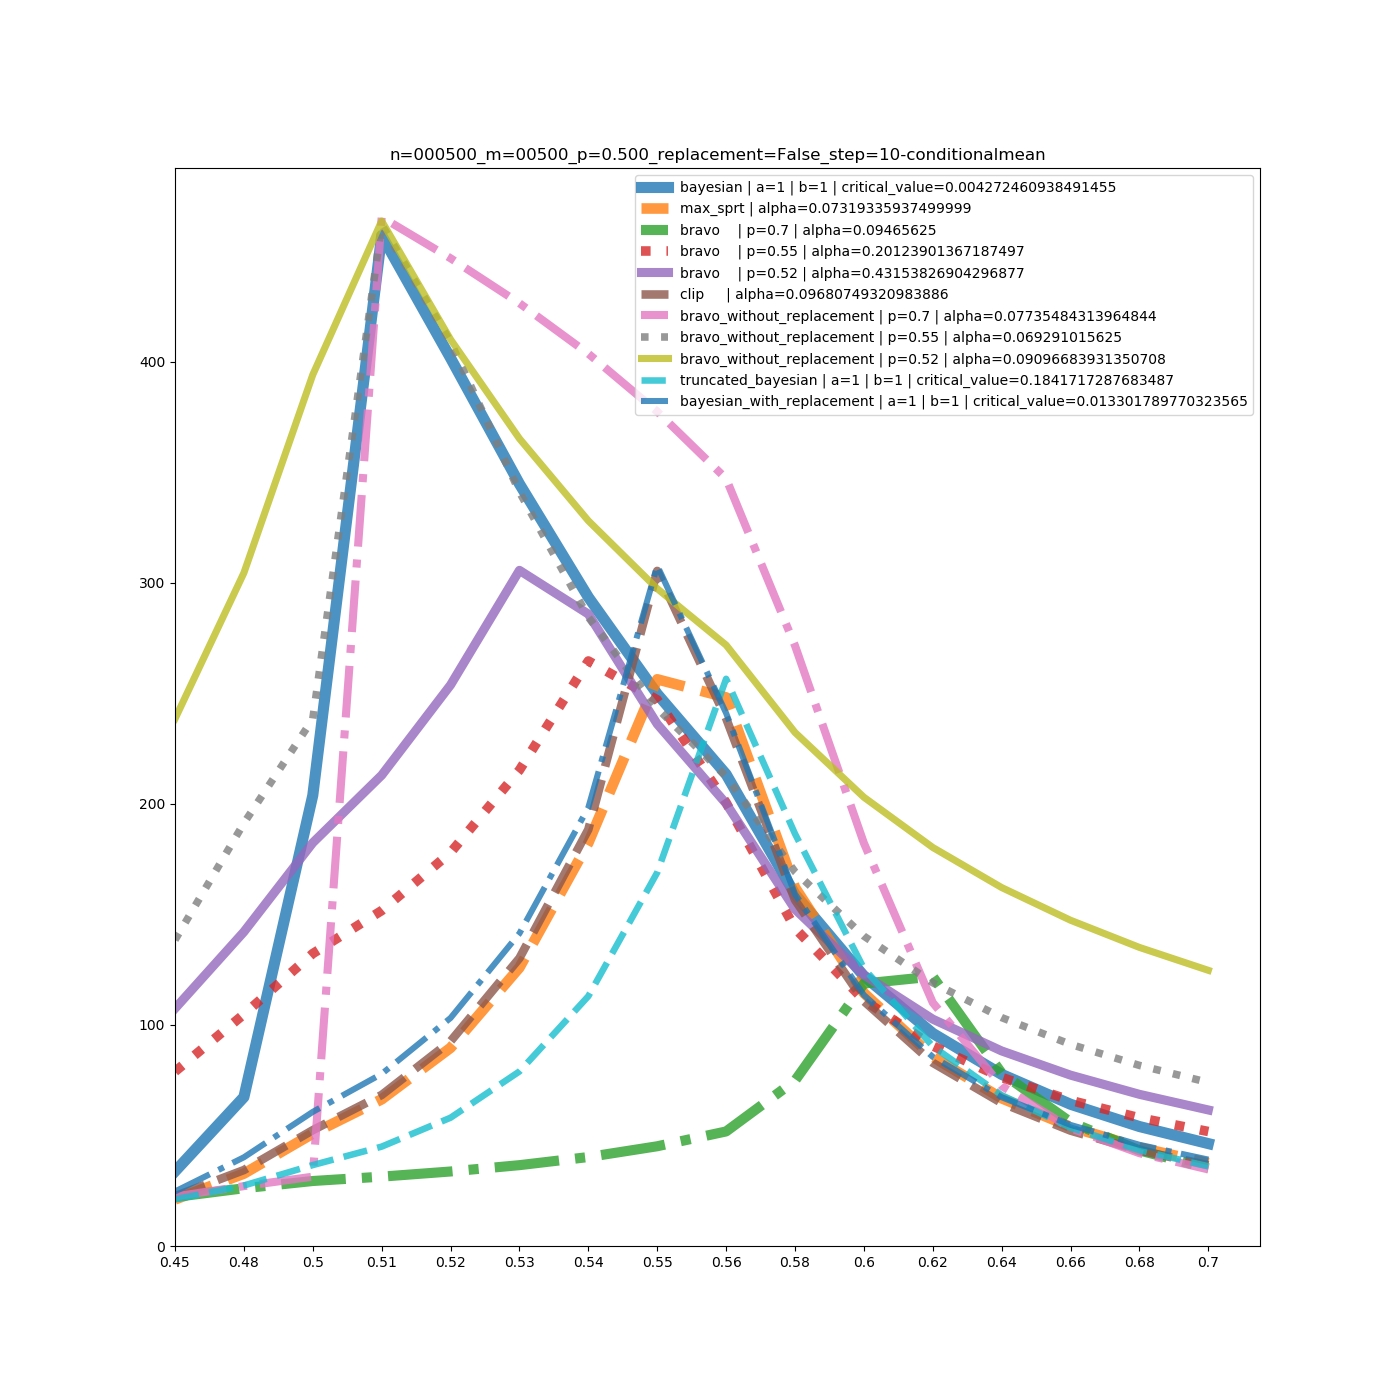 n=000500_m=00500_p=0.500_replacement=False_step=10-conditionalmean
bayesian | a=1 | b=1 | critical_value=0.004272460938491455
max_sprt | alpha=0.07319335937499999
bravo | p=0.7 | alpha=0.09465625
bravo | p=0.55 | alpha=0.20123901367187497
bravo | p=0.52 | alpha=0.43153826904296877
clip | alpha=0.09680749320983886
bravo_without_replacement | p=0.7 | alpha=0.07735484313964844
bravo_without_replacement | p=0.55 | alpha=0.069291015625
bravo_without_replacement | p=0.52 | alpha=0.09096683931350708
truncated_bayesian | a=1 | b=1 | critical_value=0.1841717287683487
bayesian_with_replacement | a=1 | b=1 | critical_value=0.013301789770323565
400
300
200
100
0
0.45 0.48 0.5 0.51 0.52 0.53 0.54 0.55 0.56 0.58 0.6 0.62 0.64 0.66 0.68 0.7